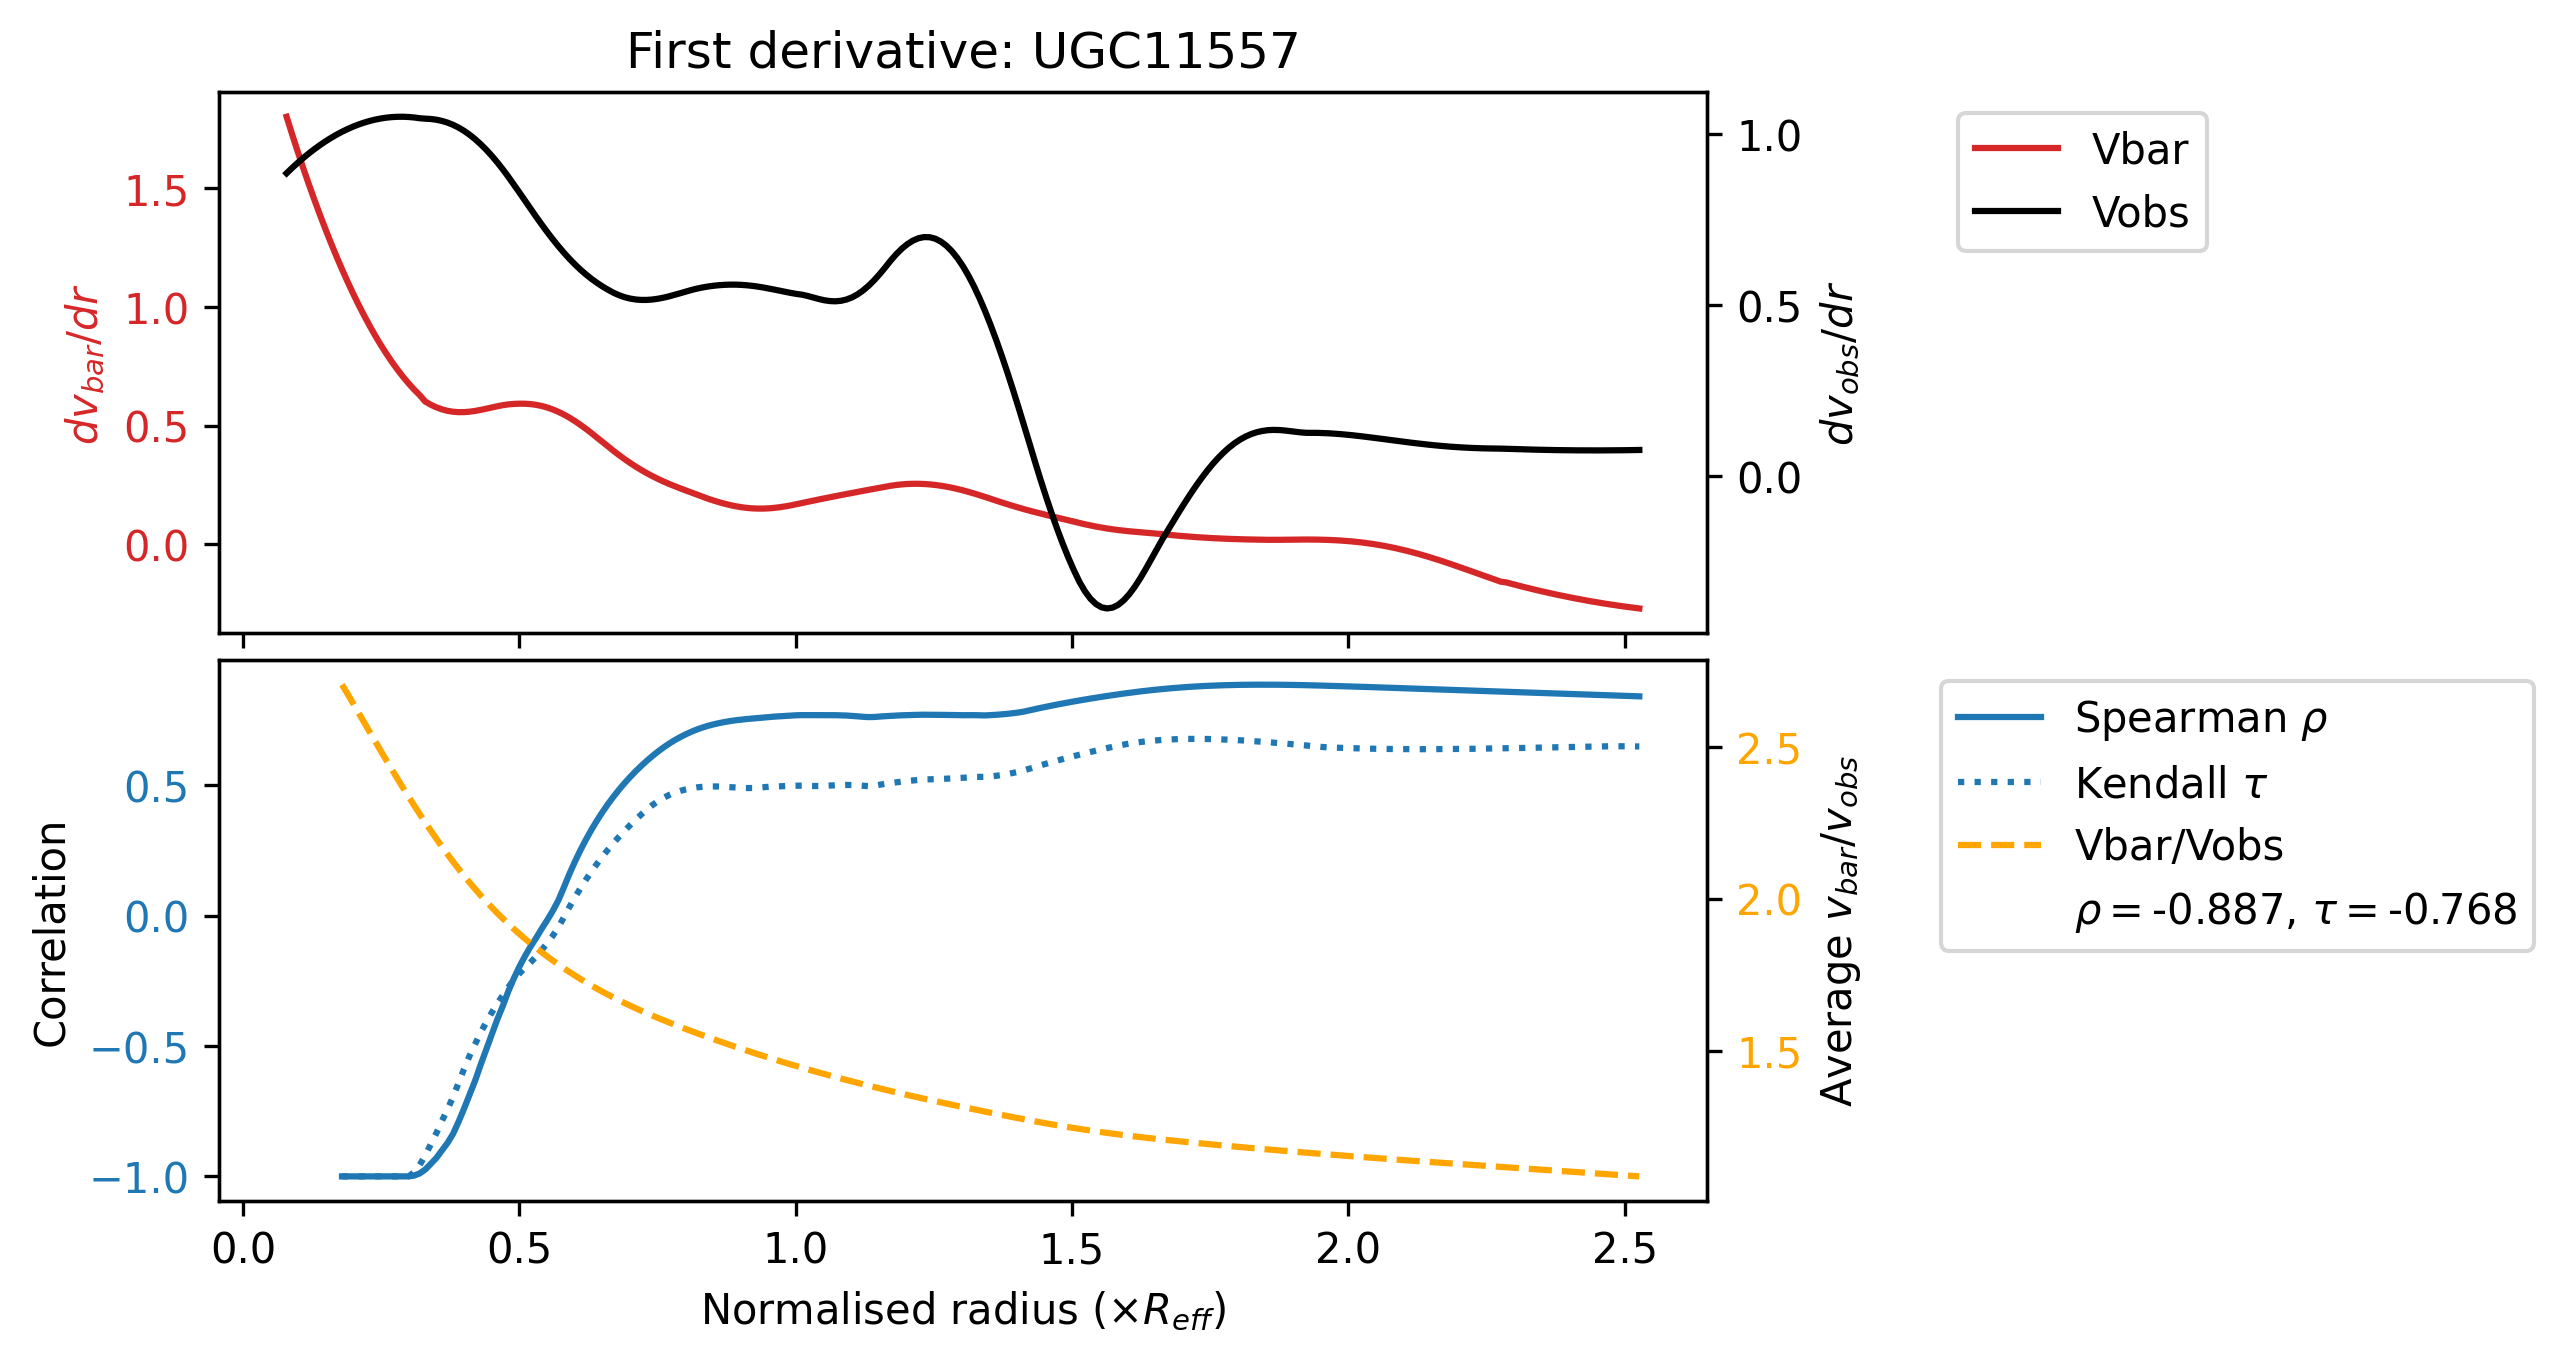 First derivative: UGC11557
1.5
1.0
0.5
0.0
dv_bar/dr
1.0
0.5
0.0
dv_obs/dr
Vbar
Vobs
0.5
0.0
−0.5
−1.0
Correlation
2.5
2.0
1.5
Average v_bar/v_obs
Spearman ρ
Kendall τ
Vbar/Vobs
ρ = -0.887, τ = -0.768
0.0 0.5 1.0 1.5 2.0 2.5
Normalised radius (×R_eff)